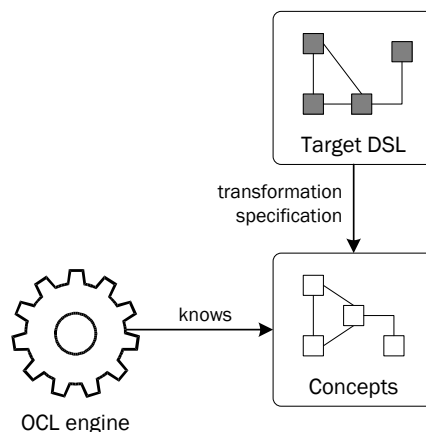 Target DSL
transformation
specification
knows
Concepts
OCL engine